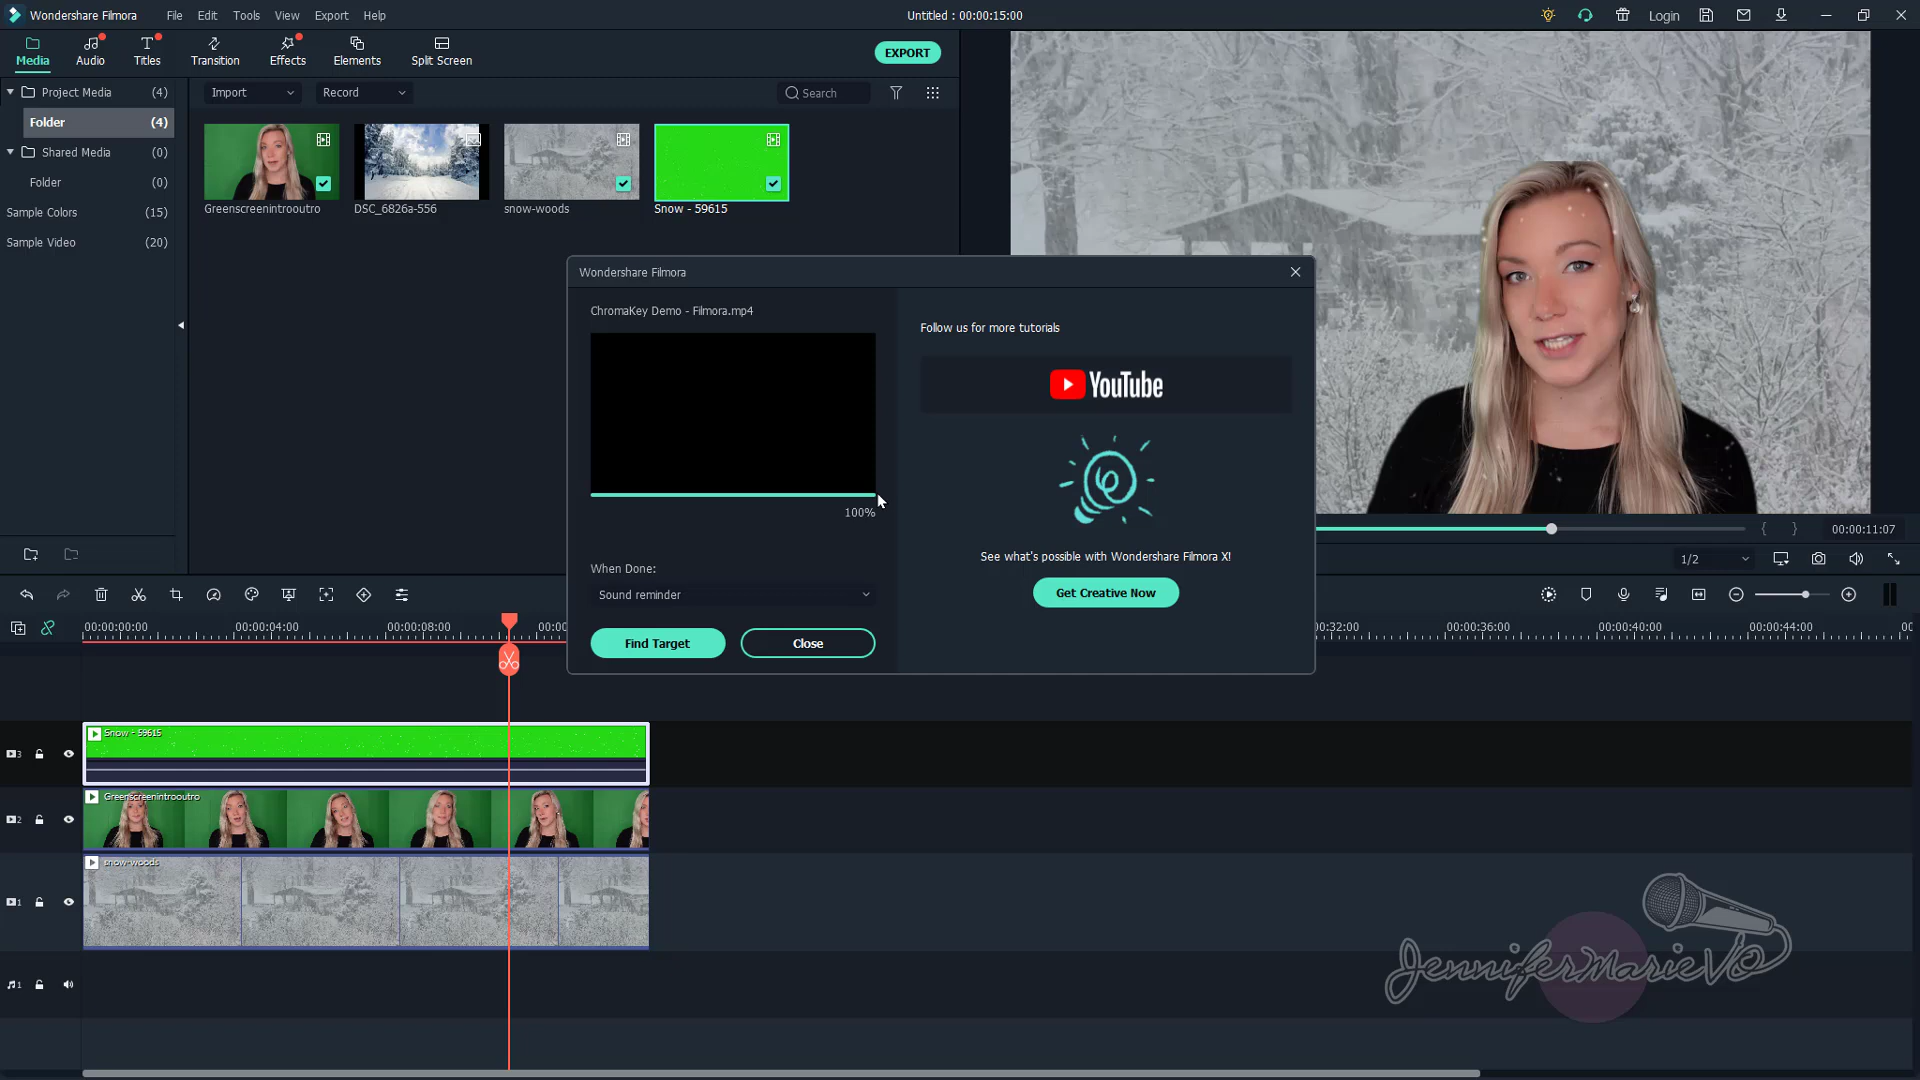 Wondershare Filmora
File Edit Tools View Export Help
Untitled : 00:00:15:00
Login
Media Audio Titles Transition Effects Elements Split Screen
EXPORT
Project Media (4)
Folder (4)
Shared Media (0)
Folder (0)
Sample Colors (15)
Sample Video (20)
Import Record Search
Greenscreenintrooutro DSC_6826a-556 snow-woods Snow - 59615
Wondershare Filmora
ChromaKey Demo - Filmora.mp4
100%
When Done:
Sound reminder
Find Target Close
Follow us for more tutorials
YouTube
See what's possible with Wondershare Filmora X!
Get Creative Now
00:00:11:07
1/2
00:00:00:00 00:00:04:00 00:00:08:00 00:00:32:00 00:00:36:00 00:00:40:00 00:00:44:00
3
Snow - 59615
2
Greenscreenintrooutro
1
snow-woods
1
JenniferMarieVO